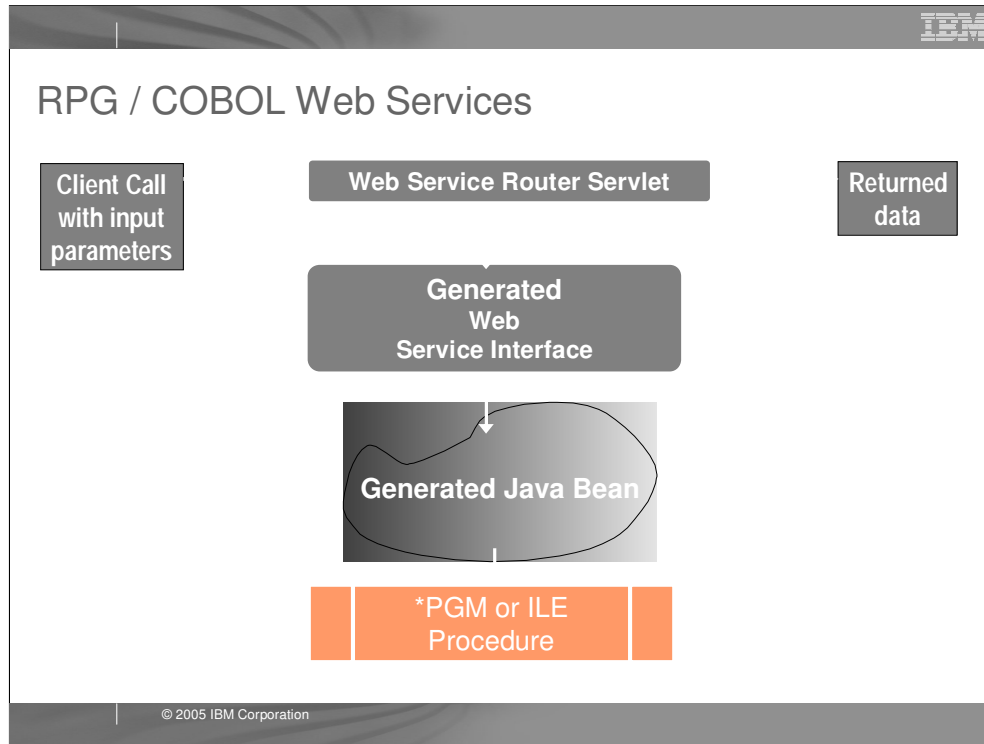 IBM
RPG / COBOL Web Services
Client Call
with input
parameters
Web Service Router Servlet
Returned
data
Generated
Web
Service Interface
Generated Java Bean
*PGM or ILE
Procedure
© 2005 IBM Corporation